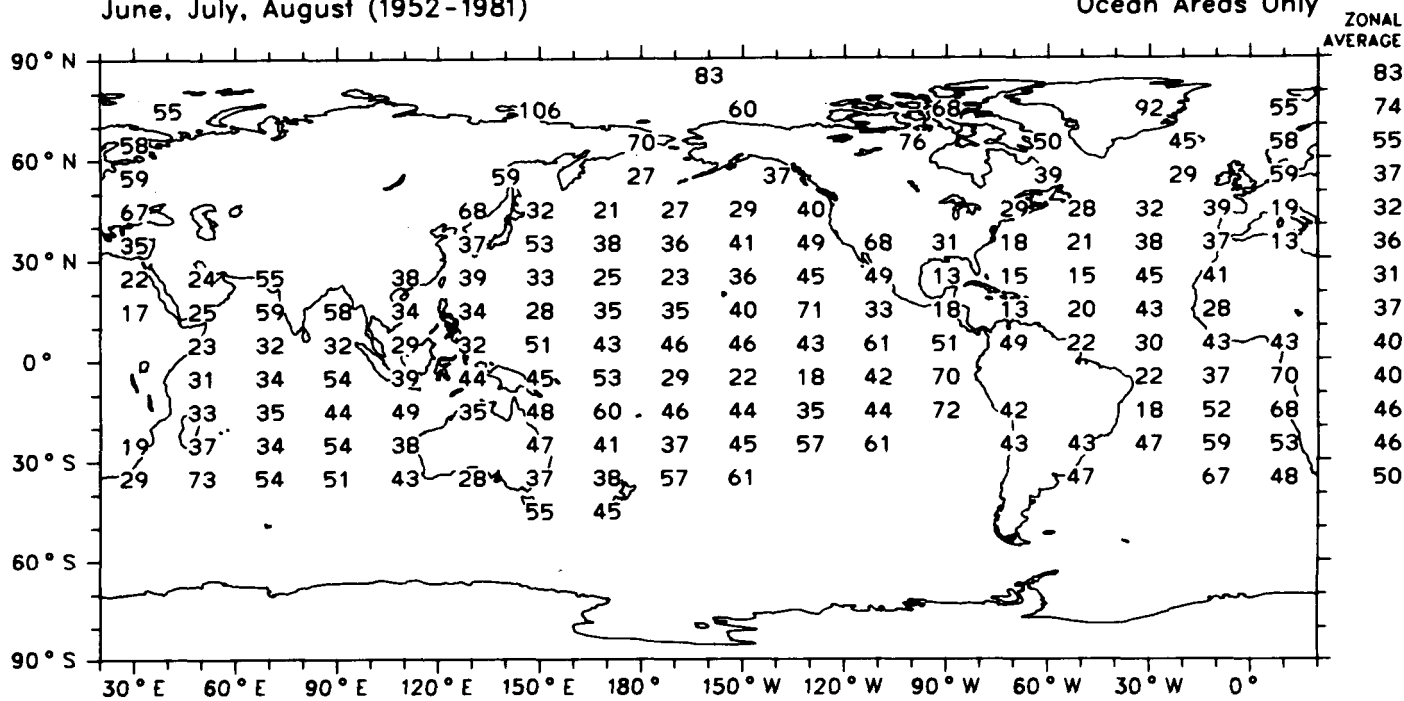 June, July, August (1952-1981) Ocean Areas Only
ZONAL
AVERAGE
90° N 83 83
55 106 60 68 92 55 74
58 70 76 50 45 58 55
60° N
59 59 27 37 39 29 59 37
67 68 32 21 27 29 40 29 28 32 39 19 32
35 37 53 38 36 41 49 68 31 18 21 38 37 13 36
30° N
22 24 55 38 39 33 25 23 36 45 49 13 15 15 45 41 31
17 25 59 58 34 34 28 35 35 40 71 33 18 13 20 43 28 37
23 32 32 29 32 51 43 46 46 43 61 51 49 22 30 43 43 40
0°
31 34 54 39 44 45 53 29 22 18 42 70 22 37 70 40
33 35 44 49 35 48 60 46 44 35 44 72 42 18 52 68 46
19 37 34 54 38 47 41 37 45 57 61 43 43 47 59 53 46
30° S
29 73 54 51 43 28 37 38 57 61 47 67 48 50
55 45
60° S
90° S
30° E 60° E 90° E 120° E 150° E 180° 150° W 120° W 90° W 60° W 30° W 0°